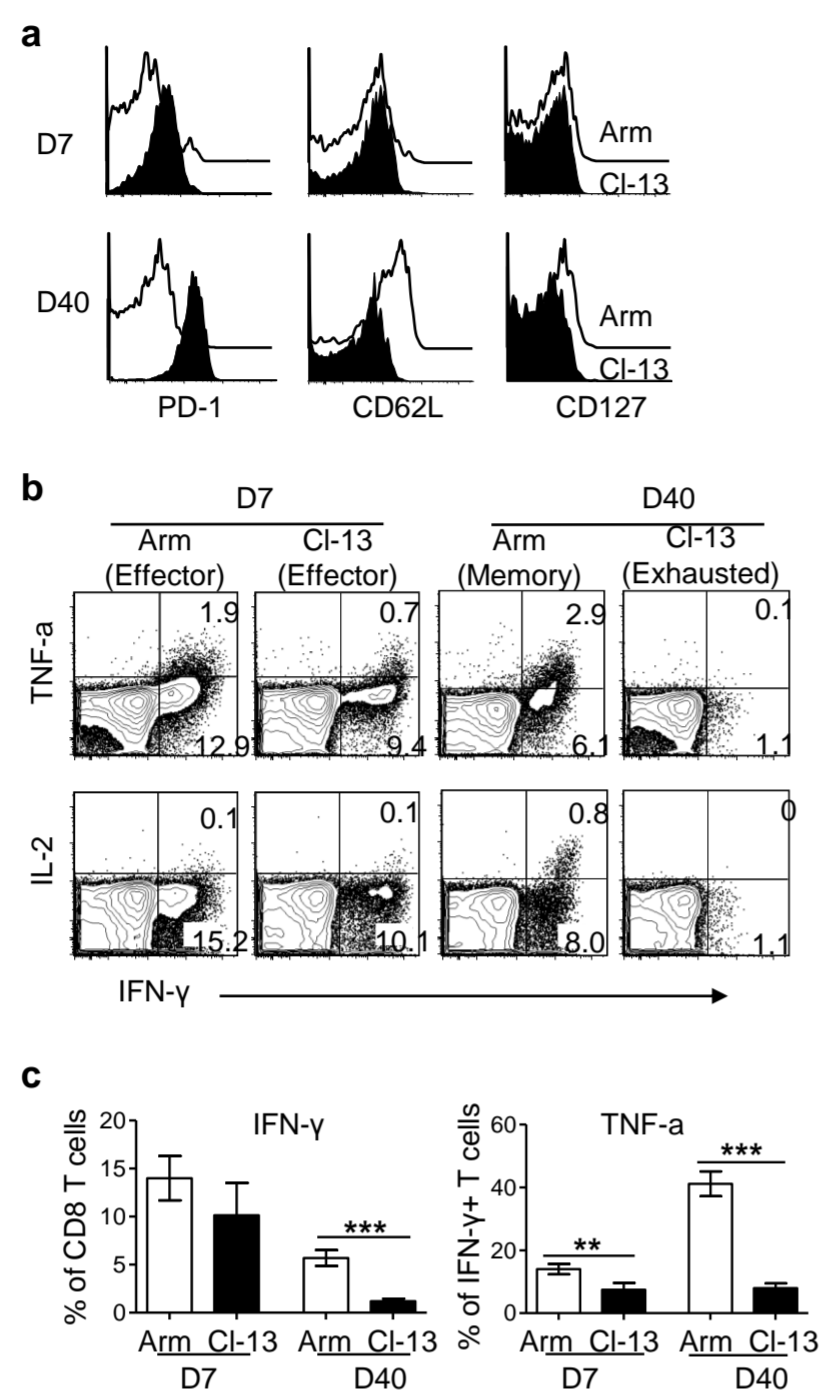 a
D7
Arm
Cl-13
D40
Arm
Cl-13
PD-1 CD62L CD127
b
D7 D40
Arm Cl-13 Arm Cl-13
(Effector) (Effector) (Memory) (Exhausted)
TNF-a
1.9 0.7 2.9 0.1
12.9 9.4 6.1 1.1
IL-2
0.1 0.1 0.8 0
15.2 10.1 8.0 1.1
IFN-γ
c
% of CD8 T cells
IFN-γ
20
15
10
5
0
***
Arm Cl-13 Arm Cl-13
D7 D40
% of IFN-γ+ T cells
TNF-a
60
40
20
0
**
***
Arm Cl-13 Arm Cl-13
D7 D40